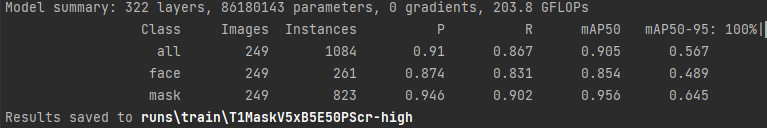 Model summary: 322 layers, 86180143 parameters, 0 gradients, 203.8 GFLOPs
Class Images Instances P R mAP50 mAP50-95: 100%|
all 249 1084 0.91 0.867 0.905 0.567
face 249 261 0.874 0.831 0.854 0.489
mask 249 823 0.946 0.902 0.956 0.645
Results saved to runs\train\T1MaskV5xB5E50PScr-high